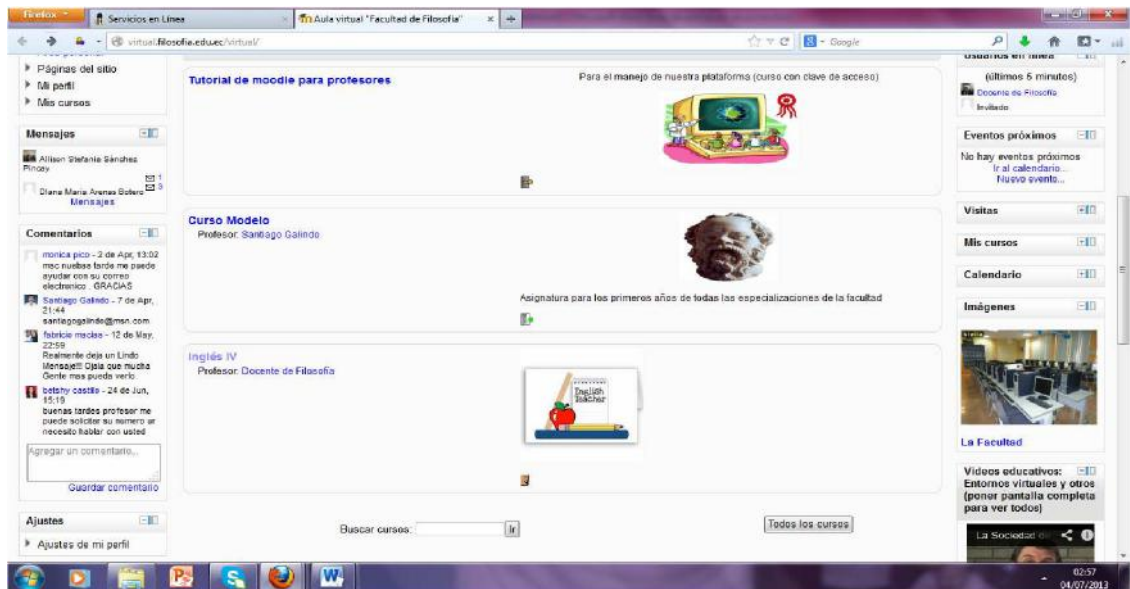 Firefox
Servicios en Línea
Aula virtual "Facultad de Filosofía"
virtual.filosofia.edu.ec/virtual/
Google
Páginas del sitio
Mi perfil
Mis cursos
Mensajes
Allison Stefania Sánchez
Pincay
1
Diana Maria Arenas Botero
3
Mensajes
Comentarios
monica pico - 2 de Apr, 13:02
msc nuebas tarde me puede
ayudar con su correo
electronico . GRACIAS
Santiago Galindo - 7 de Apr,
21:44
santiagogalindo@msn.com
fabricio macias - 12 de May,
22:59
Realmente deja un Lindo
Mensaje!!! Ojala que mucha
Gente mas pueda verlo.
betshy castillo - 24 de Jun,
15:19
buenas tardes profesor me
puede solicitar su numero ur
necesito hablar con usted
Agregar un comentario...
Guardar comentario
Ajustes
Ajustes de mi perfil
Tutorial de moodle para profesores
Para el manejo de nuestra plataforma (curso con clave de acceso)
Curso Modelo
Profesor: Santiago Galindo
Asignatura para los primeros años de todas las especializaciones de la facultad
Inglés IV
Profesor: Docente de Filosofía
English
Teacher
Buscar cursos:
Ir
Todos los cursos
Usuarios en línea
(últimos 5 minutos)
Docente de Filosofía
Invitado
Eventos próximos
No hay eventos próximos
Ir al calendario...
Nuevo evento...
Visitas
Mis cursos
Calendario
Imágenes
La Facultad
Videos educativos:
Entornos virtuales y otros
(poner pantalla completa
para ver todos)
La Sociedad de
02:57
04/07/2013